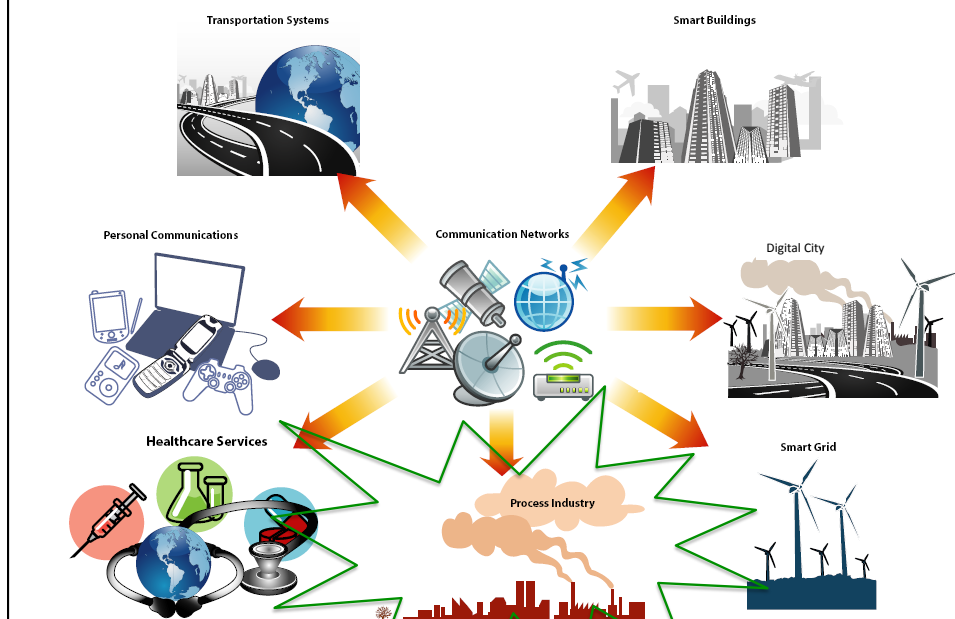 Transportation Systems
Smart Buildings
Personal Communications
Communication Networks
Digital City
Healthcare Services
Smart Grid
Process Industry